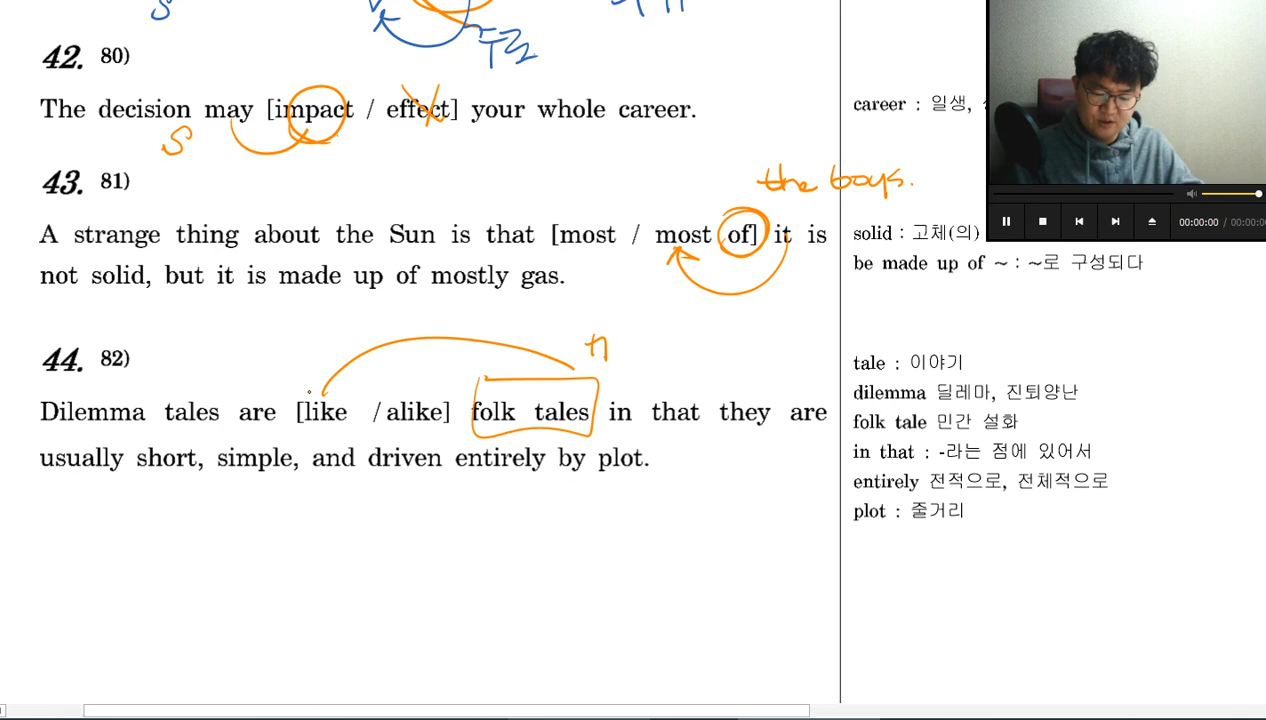 S
주로
42. 80)
The decision may [impact / effect] your whole career.
career : 일생,
S
43. 81)
the boys.
A strange thing about the Sun is that [most / most of] it is
not solid, but it is made up of mostly gas.
solid : 고체(의)
be made up of ~ : ~로 구성되다
00:00:00 / 00:00:0
44. 82)
n
Dilemma tales are [like / alike] folk tales in that they are
usually short, simple, and driven entirely by plot.
tale : 이야기
dilemma 딜레마, 진퇴양난
folk tale 민간 설화
in that : -라는 점에 있어서
entirely 전적으로, 전체적으로
plot : 줄거리